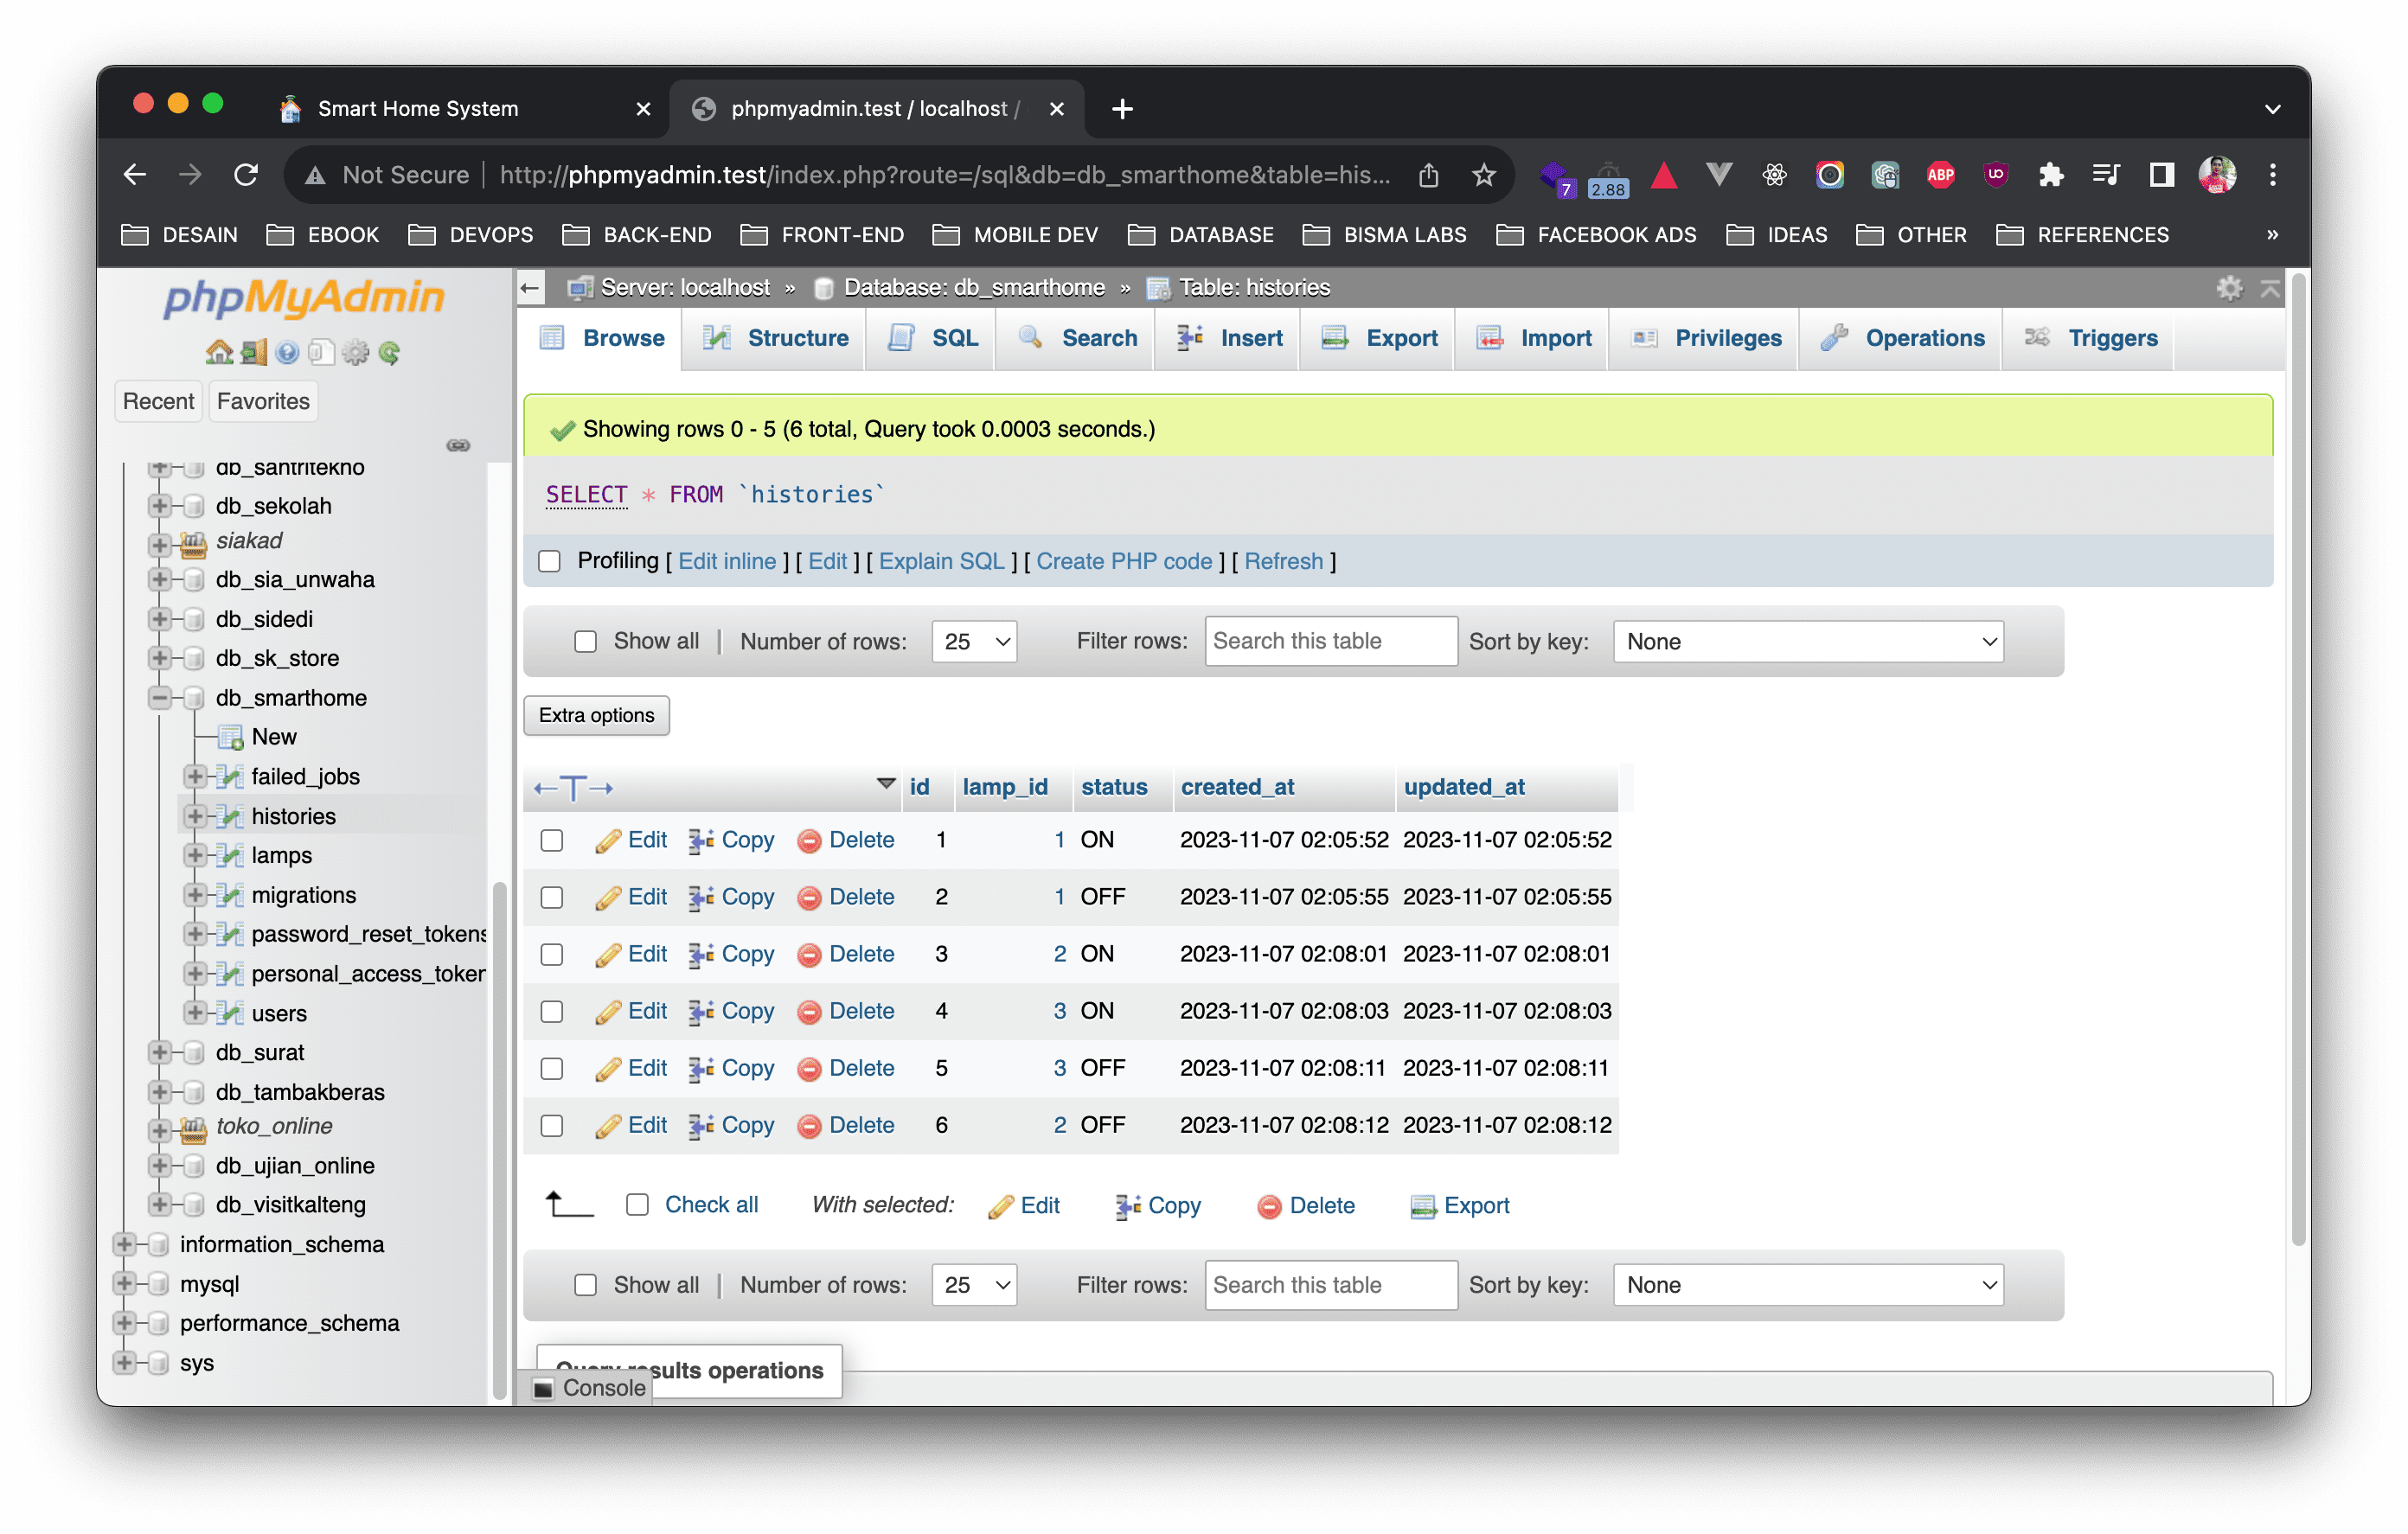 Smart Home System
phpmyadmin.test / localhost /
Not Secure http://phpmyadmin.test/index.php?route=/sql&db=db_smarthome&table=his...
7
2.88
ABP
DESAIN EBOOK DEVOPS BACK-END FRONT-END MOBILE DEV DATABASE BISMA LABS FACEBOOK ADS IDEAS OTHER REFERENCES »
phpMyAdmin
Recent Favorites
db_santritekno
db_sekolah
siakad
db_sia_unwaha
db_sidedi
db_sk_store
db_smarthome
New
failed_jobs
histories
lamps
migrations
password_reset_tokens
personal_access_token
users
db_surat
db_tambakberas
toko_online
db_ujian_online
db_visitkalteng
information_schema
mysql
performance_schema
sys
Server: localhost » Database: db_smarthome » Table: histories
Browse Structure SQL Search Insert Export Import Privileges Operations Triggers
Showing rows 0 - 5 (6 total, Query took 0.0003 seconds.)
SELECT * FROM `histories`
Profiling [ Edit inline ] [ Edit ] [ Explain SQL ] [ Create PHP code ] [ Refresh ]
Show all | Number of rows: 25 Filter rows: Search this table Sort by key: None
Extra options
←T→ id lamp_id status created_at updated_at
Edit Copy Delete 1 1 ON 2023-11-07 02:05:52 2023-11-07 02:05:52
Edit Copy Delete 2 1 OFF 2023-11-07 02:05:55 2023-11-07 02:05:55
Edit Copy Delete 3 2 ON 2023-11-07 02:08:01 2023-11-07 02:08:01
Edit Copy Delete 4 3 ON 2023-11-07 02:08:03 2023-11-07 02:08:03
Edit Copy Delete 5 3 OFF 2023-11-07 02:08:11 2023-11-07 02:08:11
Edit Copy Delete 6 2 OFF 2023-11-07 02:08:12 2023-11-07 02:08:12
Check all With selected: Edit Copy Delete Export
Show all | Number of rows: 25 Filter rows: Search this table Sort by key: None
Query results operations
Console